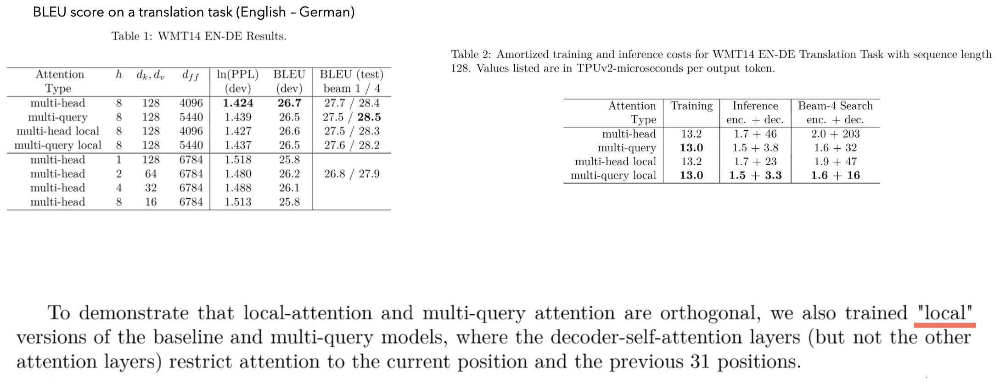 BLEU score on a translation task (English – German)
Table 1: WMT14 EN-DE Results.
Attention h d_k, d_v d_ff ln(PPL) BLEU BLEU (test)
Type (dev) (dev) beam 1 / 4
multi-head 8 128 4096 1.424 26.7 27.7 / 28.4
multi-query 8 128 5440 1.439 26.5 27.5 / 28.5
multi-head local 8 128 4096 1.427 26.6 27.5 / 28.3
multi-query local 8 128 5440 1.437 26.5 27.6 / 28.2
multi-head 1 128 6784 1.518 25.8
multi-head 2 64 6784 1.480 26.2 26.8 / 27.9
multi-head 4 32 6784 1.488 26.1
multi-head 8 16 6784 1.513 25.8
Table 2: Amortized training and inference costs for WMT14 EN-DE Translation Task with sequence length
128. Values listed are in TPUv2-microseconds per output token.
Attention Training Inference Beam-4 Search
Type enc. + dec. enc. + dec.
multi-head 13.2 1.7 + 46 2.0 + 203
multi-query 13.0 1.5 + 3.8 1.6 + 32
multi-head local 13.2 1.7 + 23 1.9 + 47
multi-query local 13.0 1.5 + 3.3 1.6 + 16
To demonstrate that local-attention and multi-query attention are orthogonal, we also trained "local"
versions of the baseline and multi-query models, where the decoder-self-attention layers (but not the other
attention layers) restrict attention to the current position and the previous 31 positions.